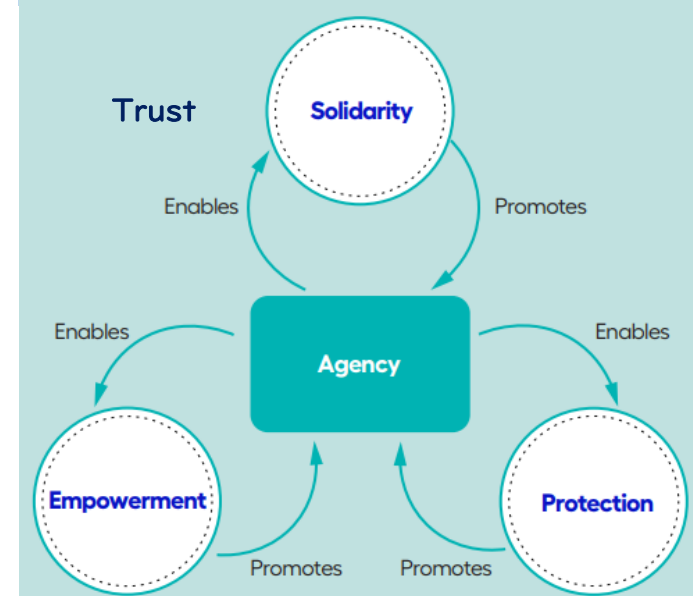 Trust
Solidarity
Enables
Promotes
Enables
Enables
Agency
Empowerment
Protection
Promotes
Promotes